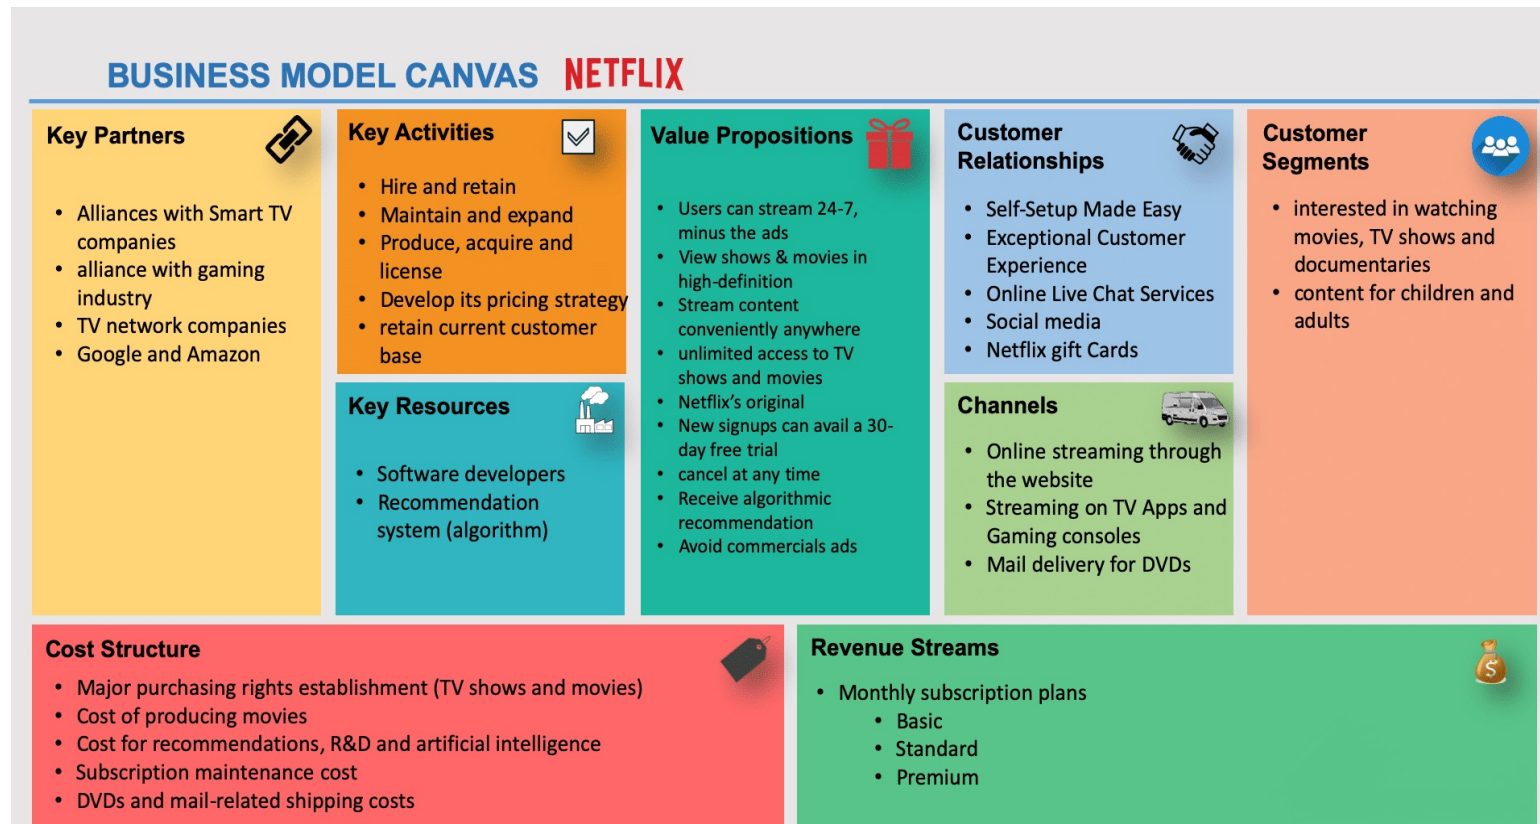 BUSINESS MODEL CANVAS NETFLIX
Key Partners
• Alliances with Smart TV
companies
• alliance with gaming
industry
• TV network companies
• Google and Amazon
Key Activities
• Hire and retain
• Maintain and expand
• Produce, acquire and
license
• Develop its pricing strategy
• retain current customer
base
Key Resources
• Software developers
• Recommendation
system (algorithm)
Value Propositions
• Users can stream 24-7,
minus the ads
• View shows & movies in
high-definition
• Stream content
conveniently anywhere
• unlimited access to TV
shows and movies
• Netflix’s original
• New signups can avail a 30-
day free trial
• cancel at any time
• Receive algorithmic
recommendation
• Avoid commercials ads
Customer
Relationships
• Self-Setup Made Easy
• Exceptional Customer
Experience
• Online Live Chat Services
• Social media
• Netflix gift Cards
Channels
• Online streaming through
the website
• Streaming on TV Apps and
Gaming consoles
• Mail delivery for DVDs
Customer
Segments
• interested in watching
movies, TV shows and
documentaries
• content for children and
adults
Cost Structure
• Major purchasing rights establishment (TV shows and movies)
• Cost of producing movies
• Cost for recommendations, R&D and artificial intelligence
• Subscription maintenance cost
• DVDs and mail-related shipping costs
Revenue Streams
• Monthly subscription plans
• Basic
• Standard
• Premium
$